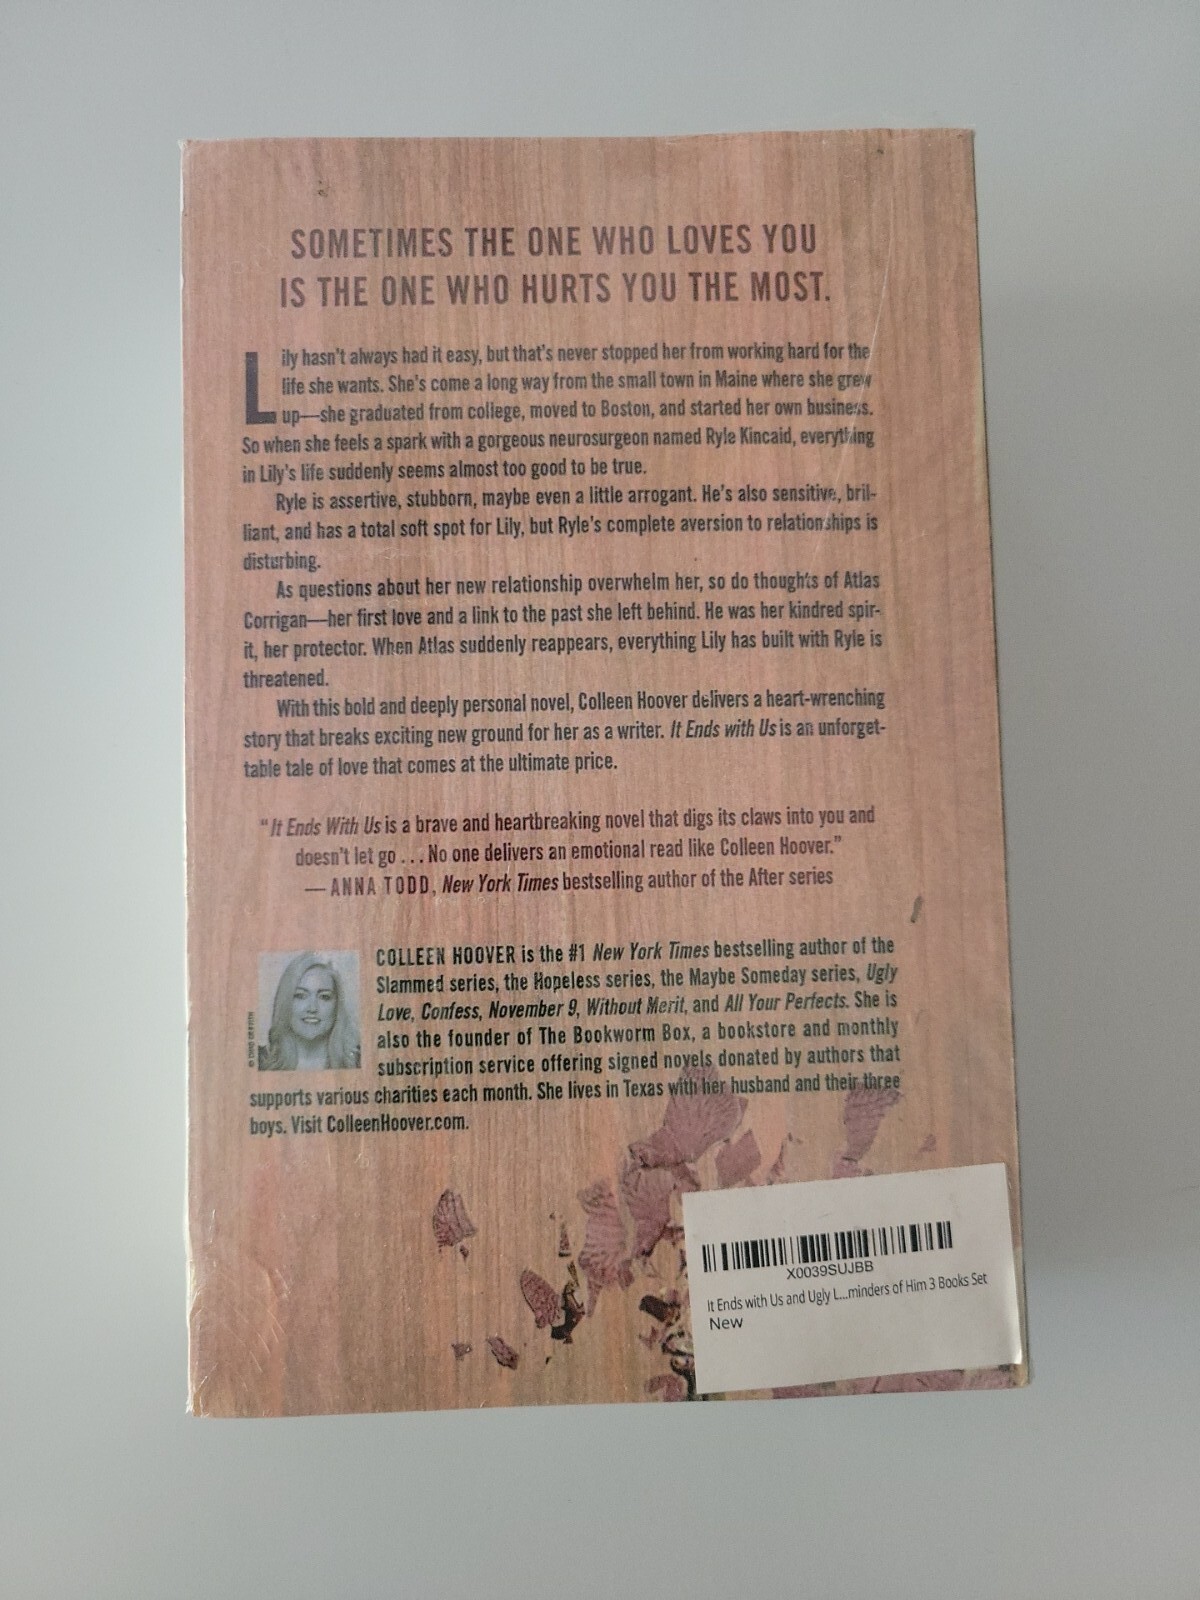 SOMETIMES THE ONE WHO LOVES YOU
IS THE ONE WHO HURTS YOU THE MOST.
Lily hasn't always had it easy, but that's never stopped her from working hard for the
life she wants. She's come a long way from the small town in Maine where she grew
up—she graduated from college, moved to Boston, and started her own business.
So when she feels a spark with a gorgeous neurosurgeon named Ryle Kincaid, everything
in Lily's life suddenly seems almost too good to be true.
Ryle is assertive, stubborn, maybe even a little arrogant. He's also sensitive, bril-
liant, and has a total soft spot for Lily, but Ryle's complete aversion to relationships is
disturbing.
As questions about her new relationship overwhelm her, so do thoughts of Atlas
Corrigan—her first love and a link to the past she left behind. He was her kindred spir-
it, her protector. When Atlas suddenly reappears, everything Lily has built with Ryle is
threatened.
With this bold and deeply personal novel, Colleen Hoover delivers a heart-wrenching
story that breaks exciting new ground for her as a writer. It Ends with Us is an unforget-
table tale of love that comes at the ultimate price.
"It Ends With Us is a brave and heartbreaking novel that digs its claws into you and
doesn't let go . . . No one delivers an emotional read like Colleen Hoover."
—ANNA TODD, New York Times bestselling author of the After series
COLLEEN HOOVER is the #1 New York Times bestselling author of the
Slammed series, the Hopeless series, the Maybe Someday series, Ugly
Love, Confess, November 9, Without Merit, and All Your Perfects. She is
also the founder of The Bookworm Box, a bookstore and monthly
subscription service offering signed novels donated by authors that
supports various charities each month. She lives in Texas with her husband and their three
boys. Visit ColleenHoover.com.
X0039SUJBB
It Ends with Us and Ugly L...minders of Him 3 Books Set
New